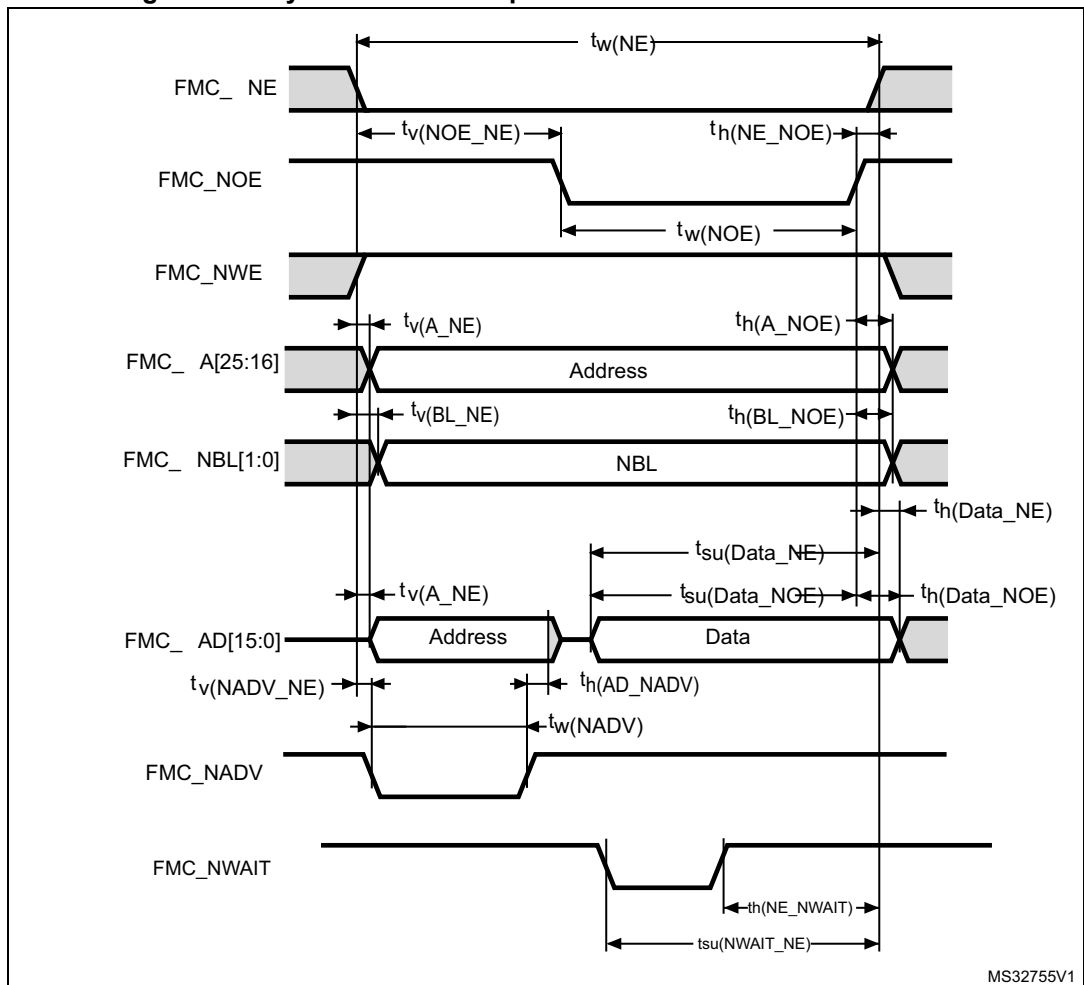 tw(NE)
FMC_ NE
tv(NOE_NE)
th(NE_NOE)
FMC_NOE
tw(NOE)
FMC_NWE
tv(A_NE)
th(A_NOE)
FMC_ A[25:16]
Address
tv(BL_NE)
th(BL_NOE)
FMC_ NBL[1:0]
NBL
th(Data_NE)
tsu(Data_NE)
tv(A_NE)
tsu(Data_NOE)
th(Data_NOE)
FMC_ AD[15:0]
Address
Data
tv(NADV_NE)
th(AD_NADV)
tw(NADV)
FMC_NADV
FMC_NWAIT
th(NE_NWAIT)
tsu(NWAIT_NE)
MS32755V1